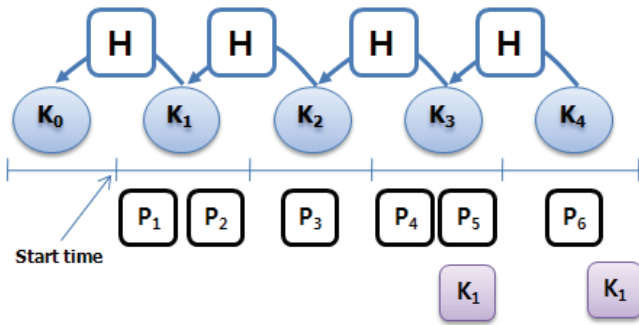 H H H H
K₀ K₁ K₂ K₃ K₄
P₁ P₂ P₃ P₄ P₅ P₆
Start time
K₁ K₁